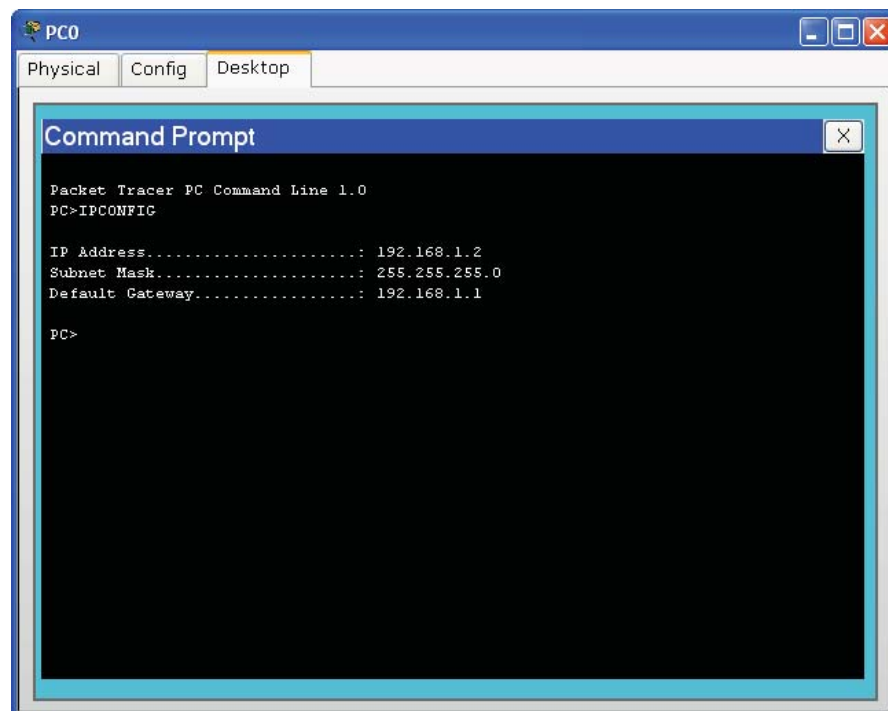 PC0
Physical Config Desktop
Command Prompt
X
Packet Tracer PC Command Line 1.0
PC>IPCONFIG
IP Address......................: 192.168.1.2
Subnet Mask.....................: 255.255.255.0
Default Gateway.................: 192.168.1.1
PC>